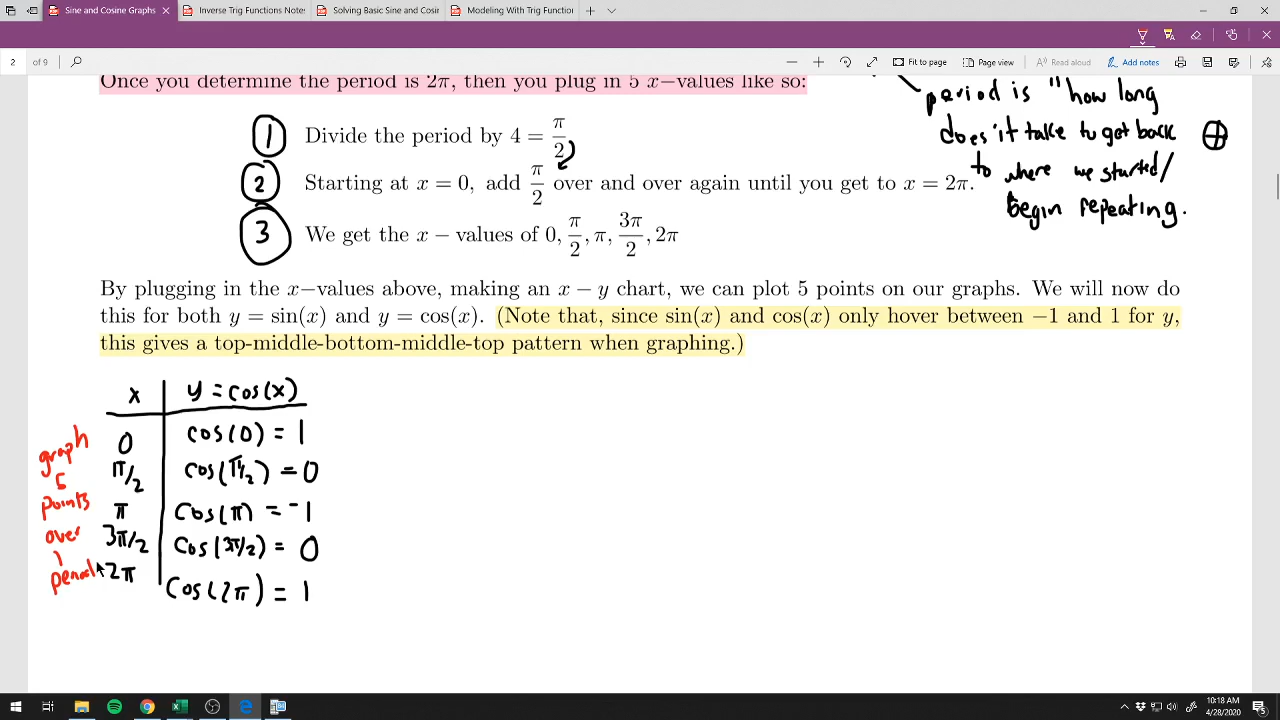 Sine and Cosine Graphs
Inverse Trig Functions Notes
Solving Basic Sine and Cosin
Modeling With Trig Function
2 of 9
Fit to page
Page view
Read aloud
Add notes
Once you determine the period is 2π, then you plug in 5 x−values like so:
1 Divide the period by 4 = π/2
2 Starting at x = 0, add π/2 over and over again until you get to x = 2π.
3 We get the x − values of 0, π/2, π, 3π/2, 2π
period is "how long
does it take to get back
to where we started/
begin repeating.
By plugging in the x−values above, making an x − y chart, we can plot 5 points on our graphs. We will now do
this for both y = sin(x) and y = cos(x). (Note that, since sin(x) and cos(x) only hover between −1 and 1 for y,
this gives a top-middle-bottom-middle-top pattern when graphing.)
x y = cos(x)
0 cos(0) = 1
π/2 cos(π/2) = 0
π cos(π) = -1
3π/2 cos(3π/2) = 0
2π cos(2π) = 1
graph
5
points
over
1
period
10:18 AM
4/28/2020